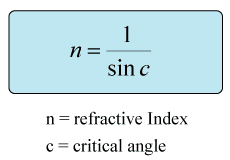 n = 1 / sin c
n = refractive Index
c = critical angle